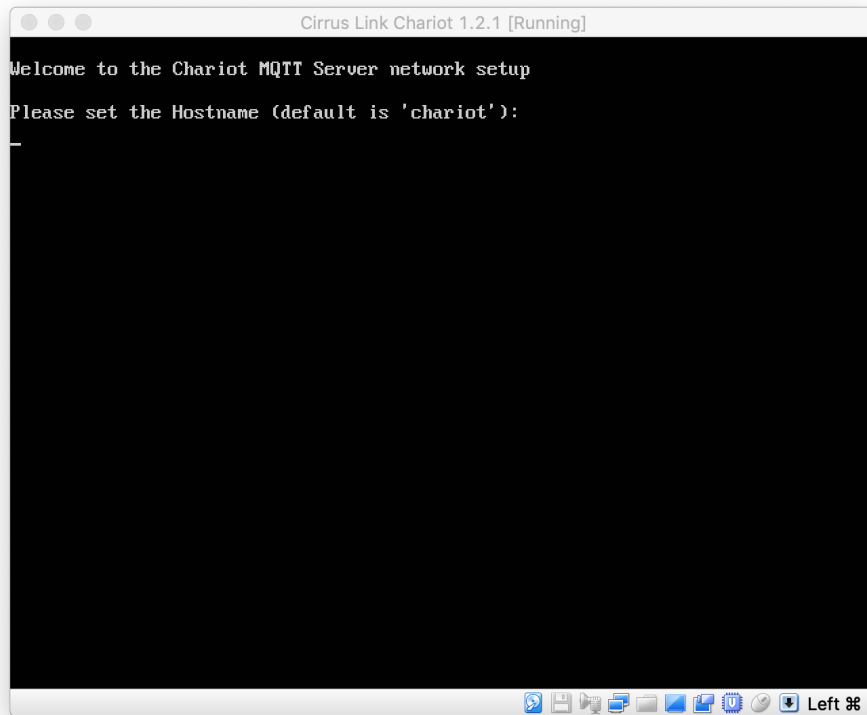 Cirrus Link Chariot 1.2.1 [Running]
Welcome to the Chariot MQTT Server network setup
Please set the Hostname (default is 'chariot'):
Left ⌘